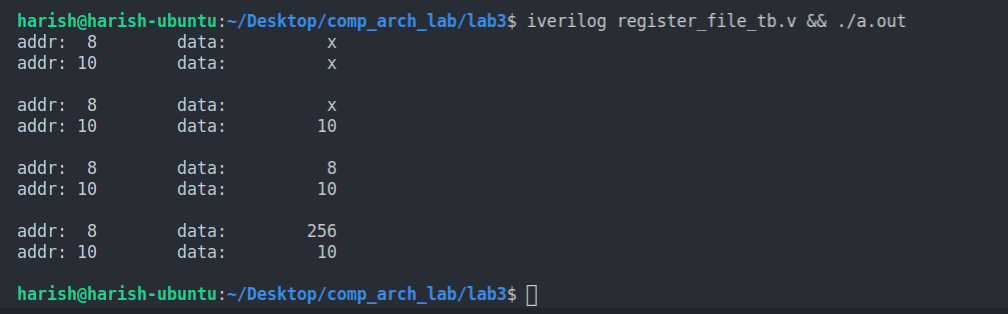 harish@harish-ubuntu:~/Desktop/comp_arch_lab/lab3$ iverilog register_file_tb.v && ./a.out
addr:  8        data:          x
addr: 10        data:          x

addr:  8        data:          x
addr: 10        data:         10

addr:  8        data:          8
addr: 10        data:         10

addr:  8        data:        256
addr: 10        data:         10

harish@harish-ubuntu:~/Desktop/comp_arch_lab/lab3$